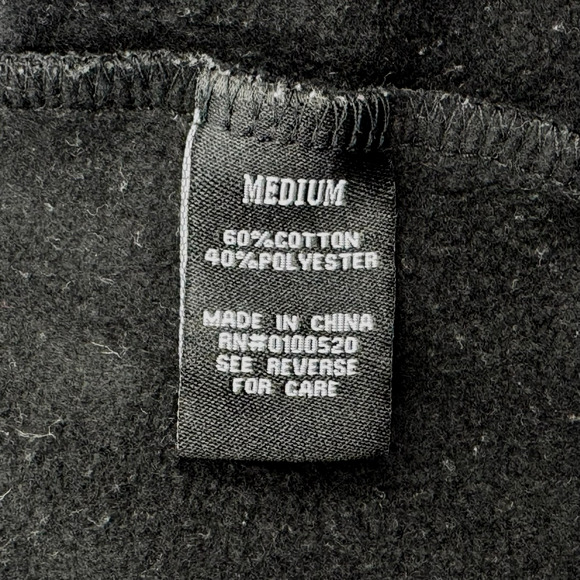 MEDIUM
60%COTTON
40%POLYESTER
MADE IN CHINA
RN#0100520
SEE REVERSE
FOR CARE